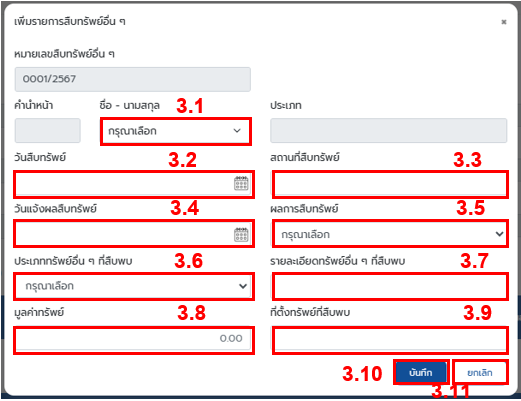 เพิ่มรายการสืบทรัพย์อื่น ๆ ×
หมายเลขสืบทรัพย์อื่น ๆ
0001/2567
คำนำหน้า ชื่อ - นามสกุล 3.1 ประเภท
กรุณาเลือก
วันสืบทรัพย์ 3.2 สถานที่สืบทรัพย์ 3.3
วันแจ้งผลสืบทรัพย์ 3.4 ผลการสืบทรัพย์ 3.5
กรุณาเลือก
ประเภททรัพย์อื่น ๆ ที่สืบพบ 3.6 รายละเอียดทรัพย์อื่น ๆ ที่สืบพบ 3.7
กรุณาเลือก
มูลค่าทรัพย์ 3.8 ที่ตั้งทรัพย์ที่สืบพบ 3.9
0.00
3.10 บันทึก ยกเลิก
3.11